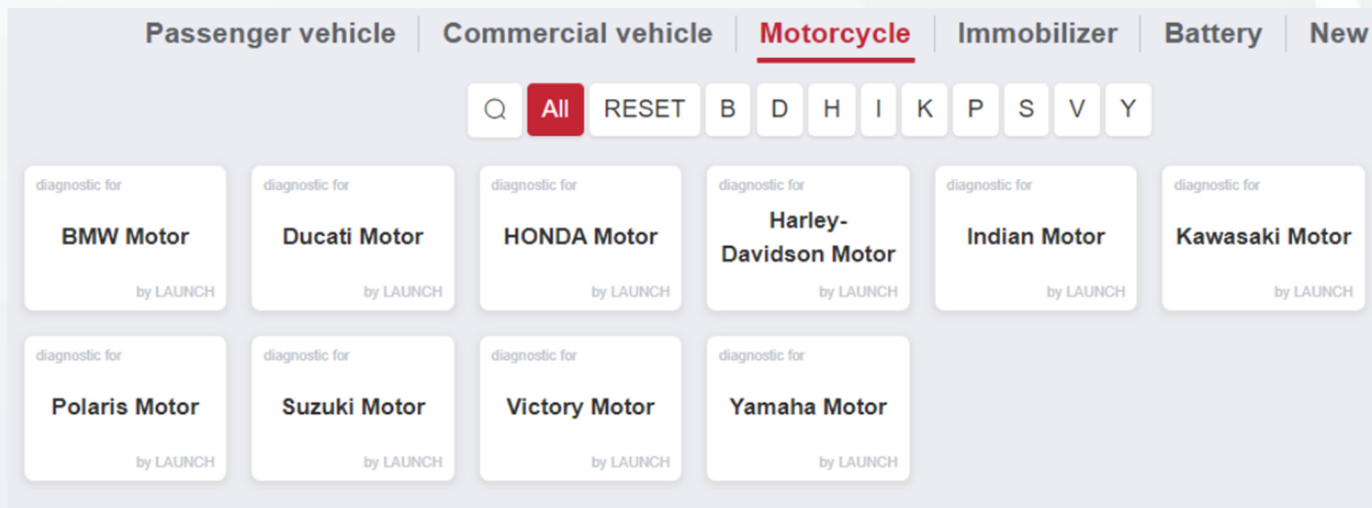 Passenger vehicle Commercial vehicle Motorcycle Immobilizer Battery New
All RESET B D H I K P S V Y
diagnostic for diagnostic for diagnostic for diagnostic for diagnostic for diagnostic for
BMW Motor Ducati Motor HONDA Motor Harley-
Davidson Motor Indian Motor Kawasaki Motor
by LAUNCH by LAUNCH by LAUNCH by LAUNCH by LAUNCH by LAUNCH
diagnostic for diagnostic for diagnostic for diagnostic for
Polaris Motor Suzuki Motor Victory Motor Yamaha Motor
by LAUNCH by LAUNCH by LAUNCH by LAUNCH